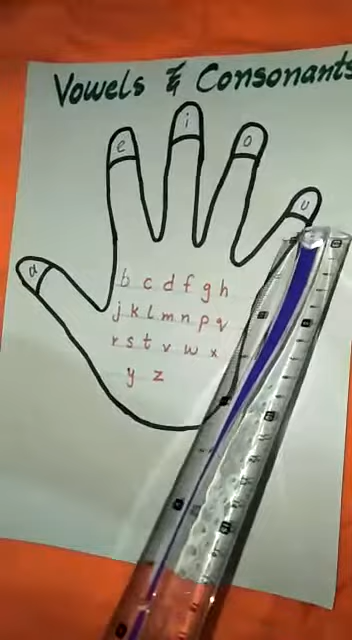 Vowels & Consonants
a e i o u
b c d f g h
j k l m n p q
r s t v w x
y z